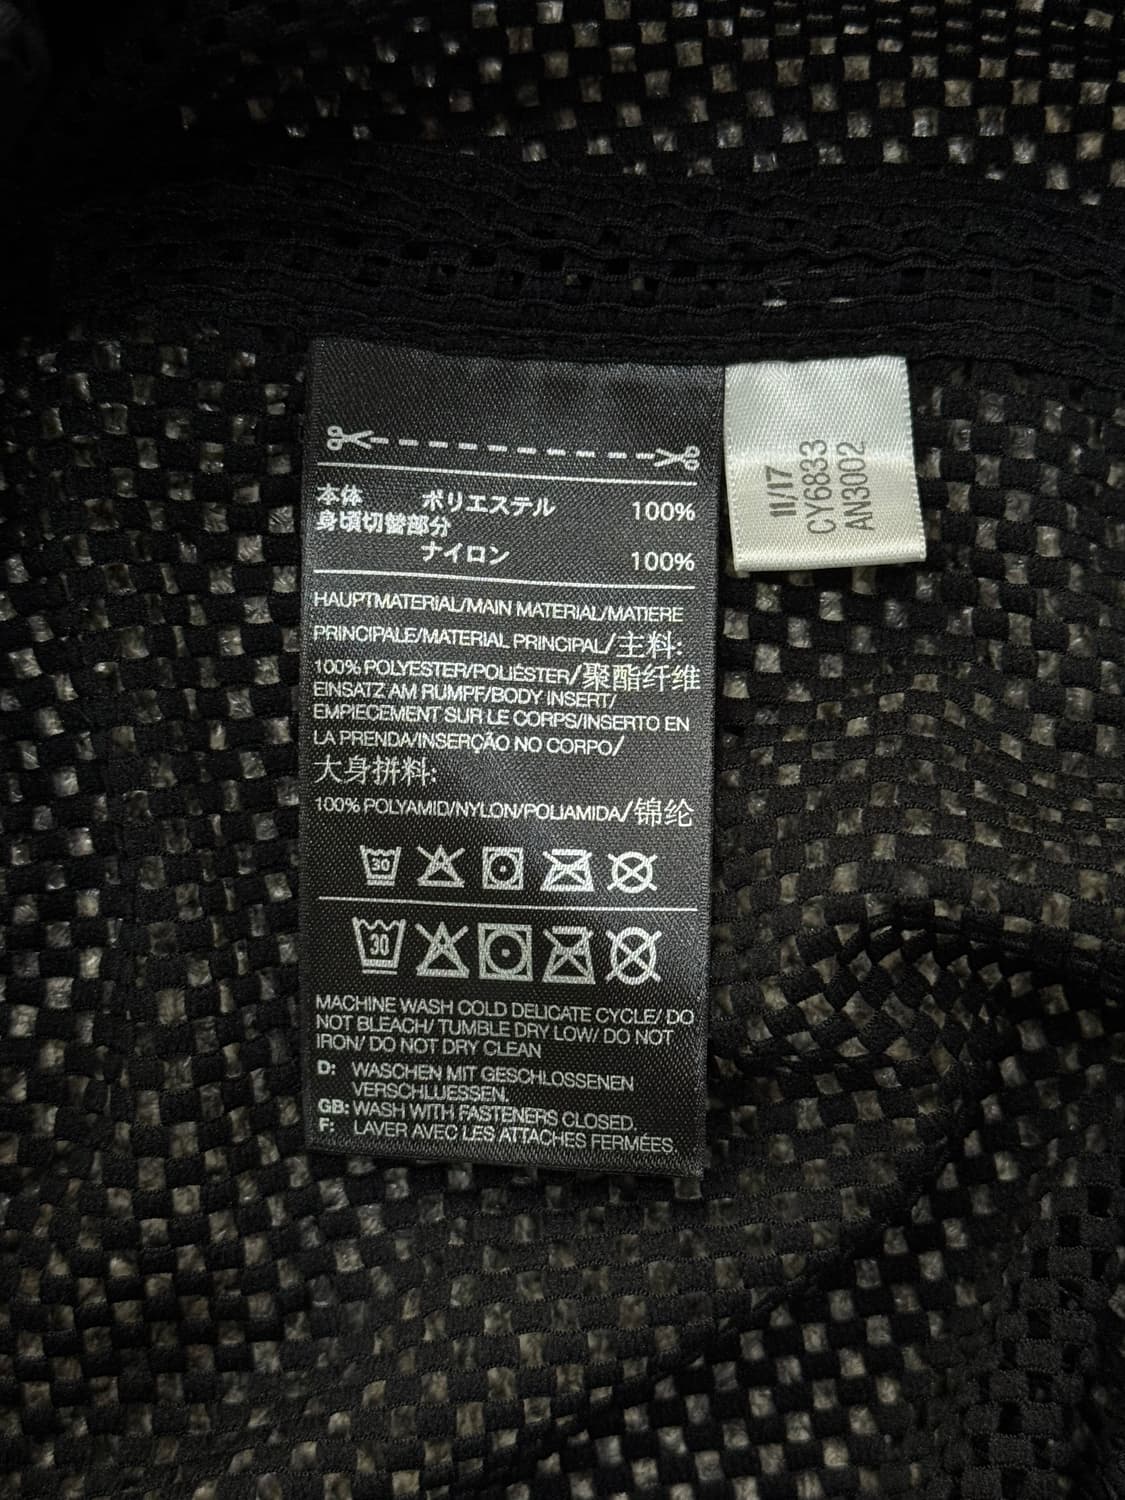 本体 ポリエステル 100%
身頃切替部分
ナイロン 100%
HAUPTMATERIAL/MAIN MATERIAL/MATIERE
PRINCIPALE/MATERIAL PRINCIPAL/主料:
100% POLYESTER/POLIÉSTER/聚酯纤维
EINSATZ AM RUMPF/BODY INSERT/
EMPIECEMENT SUR LE CORPS/INSERTO EN
LA PRENDA/INSERÇÃO NO CORPO/
大身拼料:
100% POLYAMID/NYLON/POLIAMIDA/锦纶
30
30
MACHINE WASH COLD DELICATE CYCLE/ DO
NOT BLEACH/ TUMBLE DRY LOW/ DO NOT
IRON/ DO NOT DRY CLEAN
D: WASCHEN MIT GESCHLOSSENEN
VERSCHLUESSEN.
GB: WASH WITH FASTENERS CLOSED.
F: LAVER AVEC LES ATTACHES FERMÉES.
11/17
CY6833
AN3002